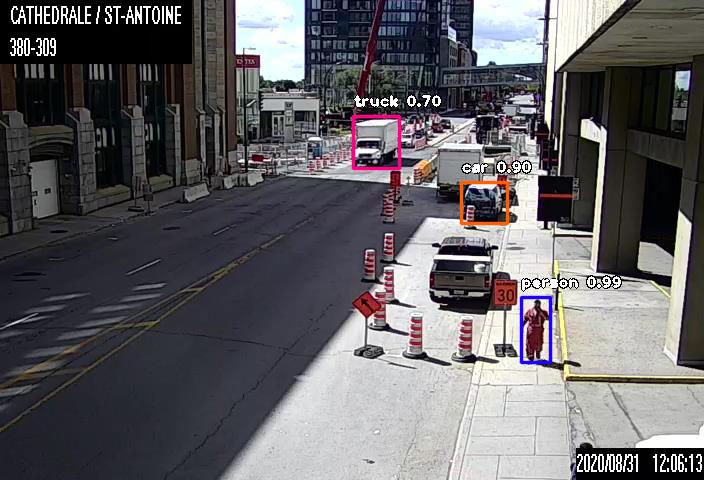 CATHEDRALE / ST-ANTOINE
380-309
truck 0.70
car 0.90
person 0.99
30
2020/08/31 12:06:13